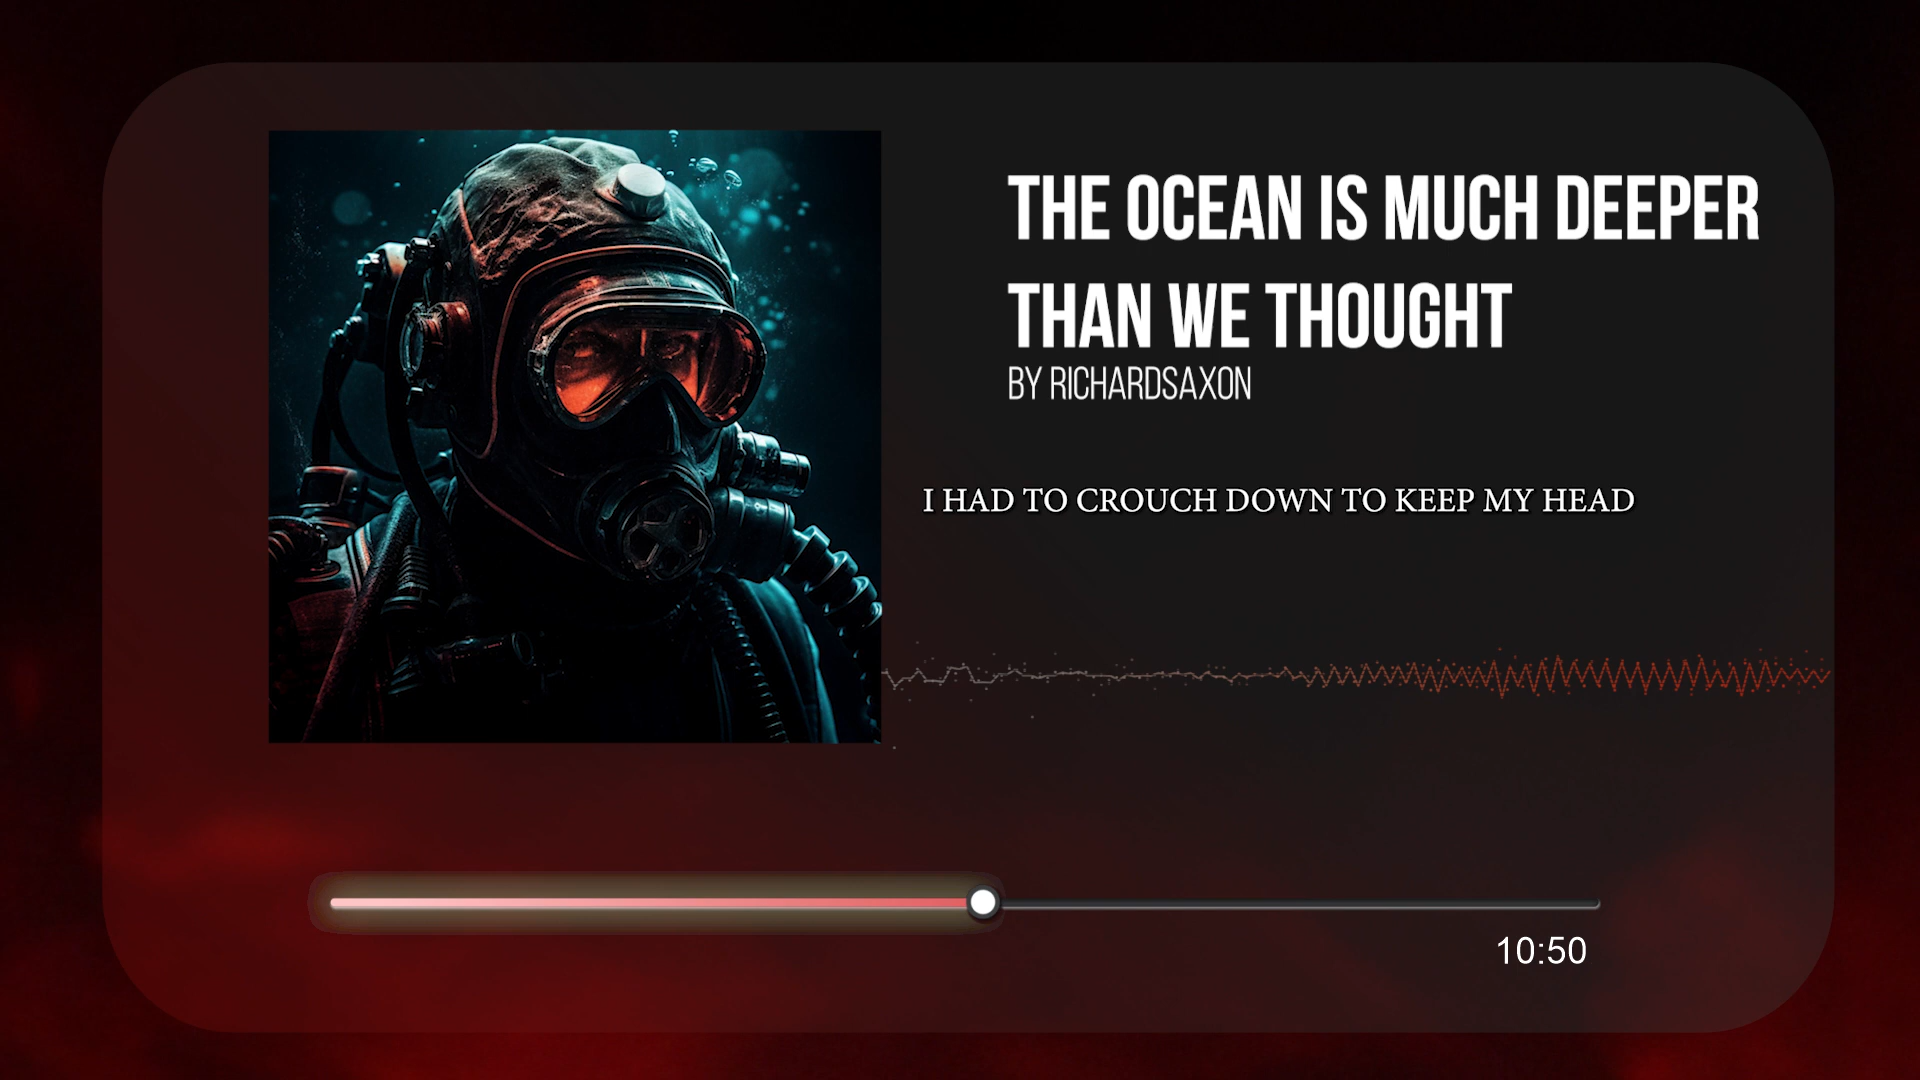 THE OCEAN IS MUCH DEEPER
THAN WE THOUGHT
BY RICHARDSAXON
I HAD TO CROUCH DOWN TO KEEP MY HEAD
10:50